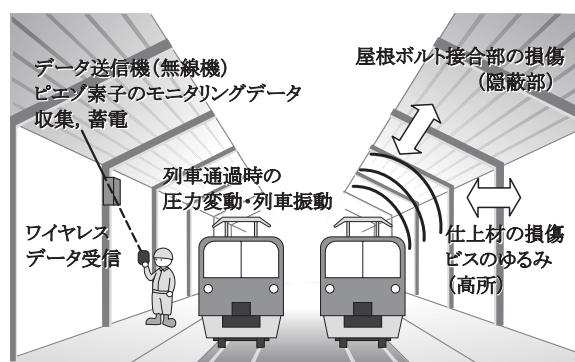 データ送信機(無線機)
ピエゾ素子のモニタリングデータ
収集, 蓄電
屋根ボルト接合部の損傷
(隠蔽部)
列車通過時の
圧力変動・列車振動
ワイヤレス
データ受信
仕上材の損傷
ビスのゆるみ
(高所)